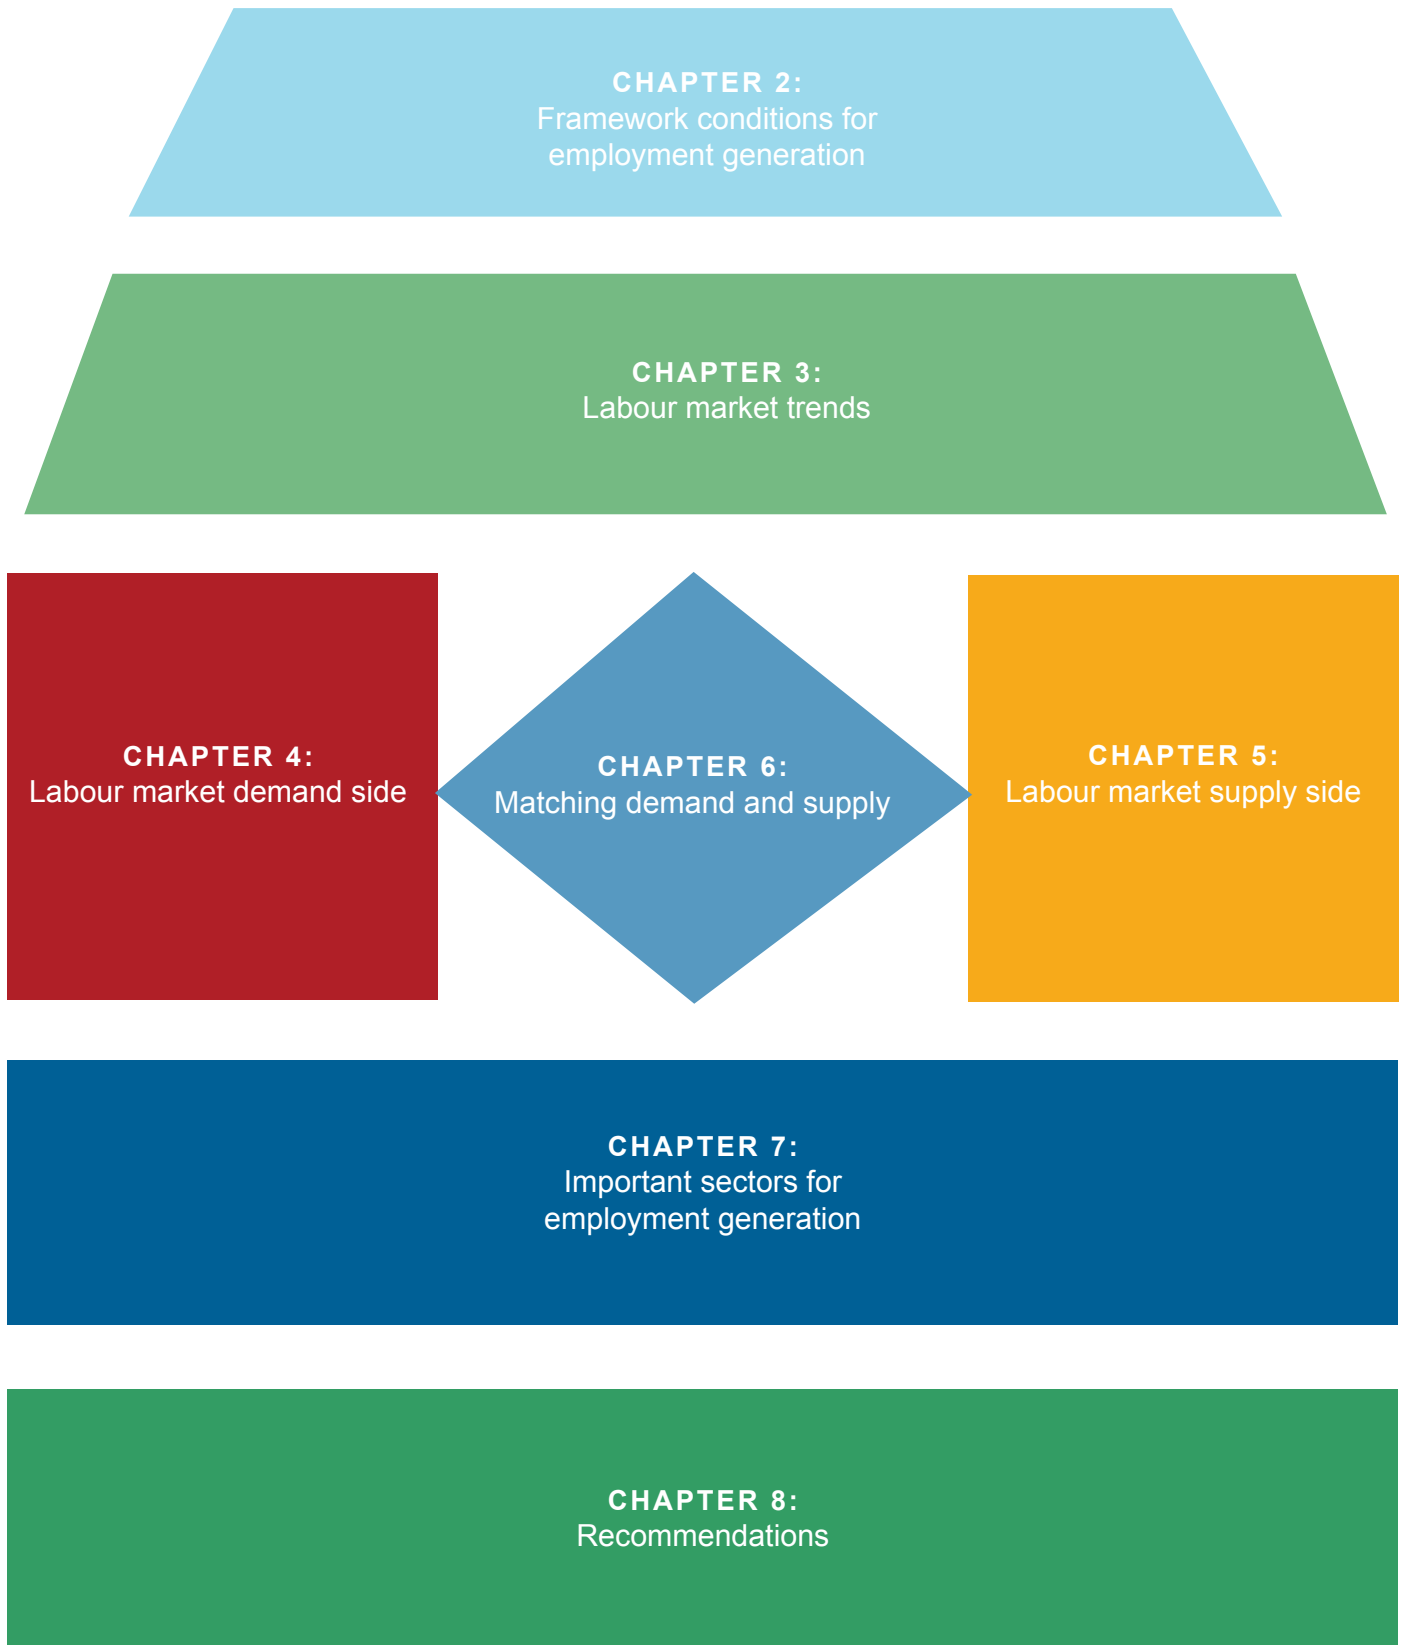 CHAPTER 2:
Framework conditions for
employment generation
CHAPTER 3:
Labour market trends
CHAPTER 4:
Labour market demand side
CHAPTER 6:
Matching demand and supply
CHAPTER 5:
Labour market supply side
CHAPTER 7:
Important sectors for
employment generation
CHAPTER 8:
Recommendations